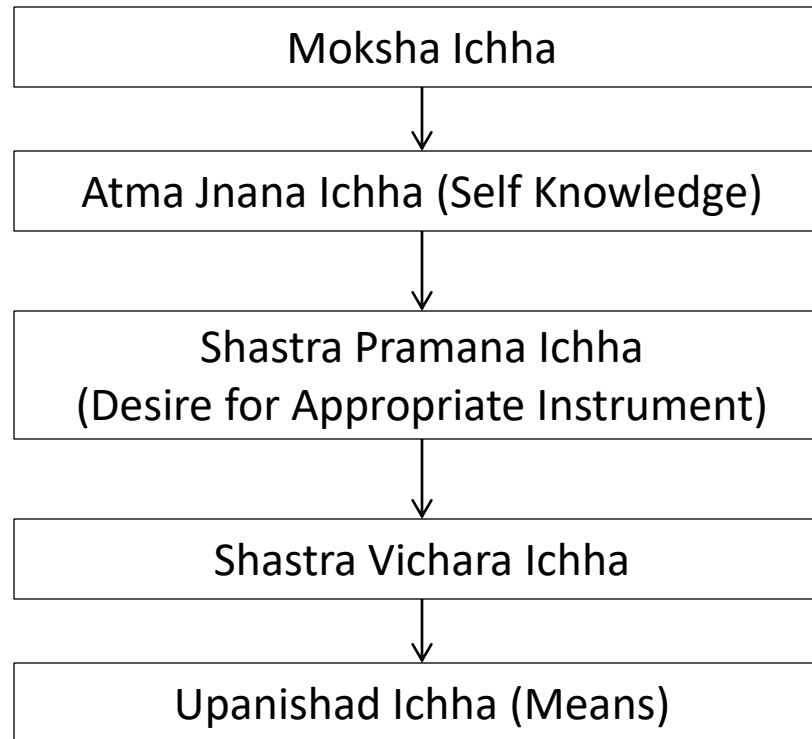 Moksha Ichha
Atma Jnana Ichha (Self Knowledge)
Shastra Pramana Ichha
(Desire for Appropriate Instrument)
Shastra Vichara Ichha
Upanishad Ichha (Means)